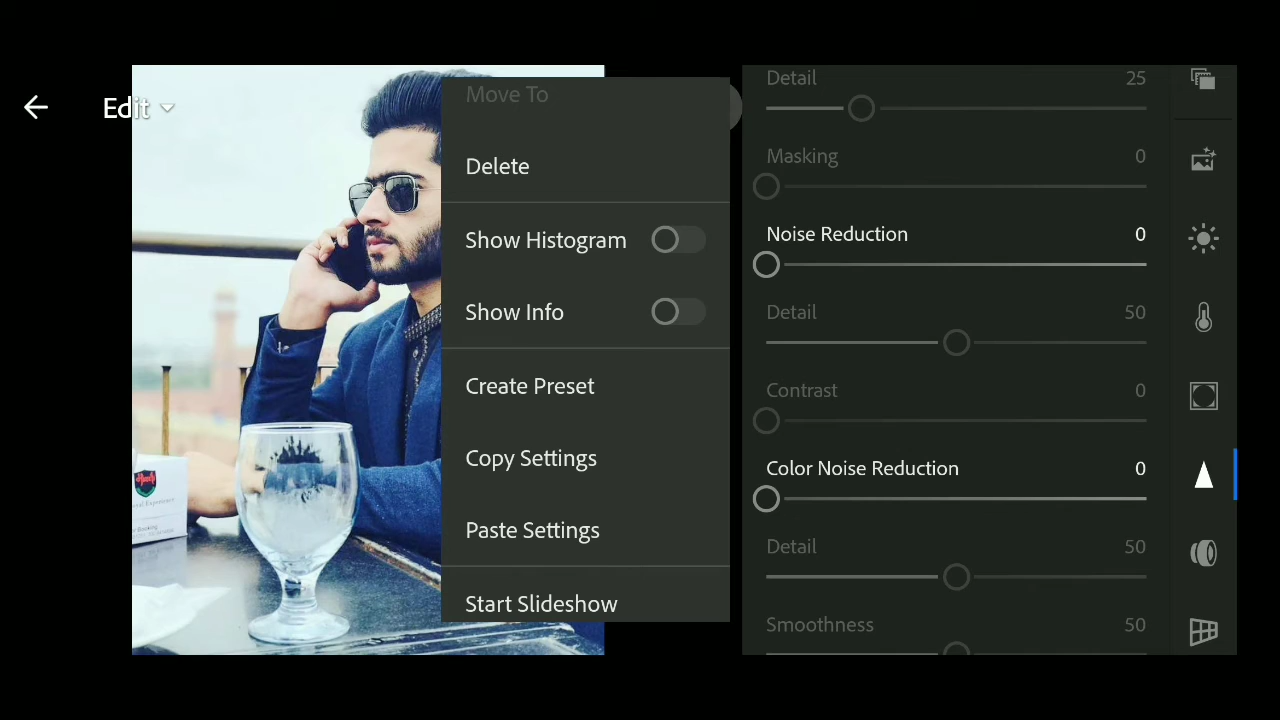 Edit
Move To
Delete
Show Histogram
Show Info
Create Preset
Copy Settings
Paste Settings
Start Slideshow
Detail 25
Masking 0
Noise Reduction 0
Detail 50
Contrast 0
Color Noise Reduction 0
Detail 50
Smoothness 50